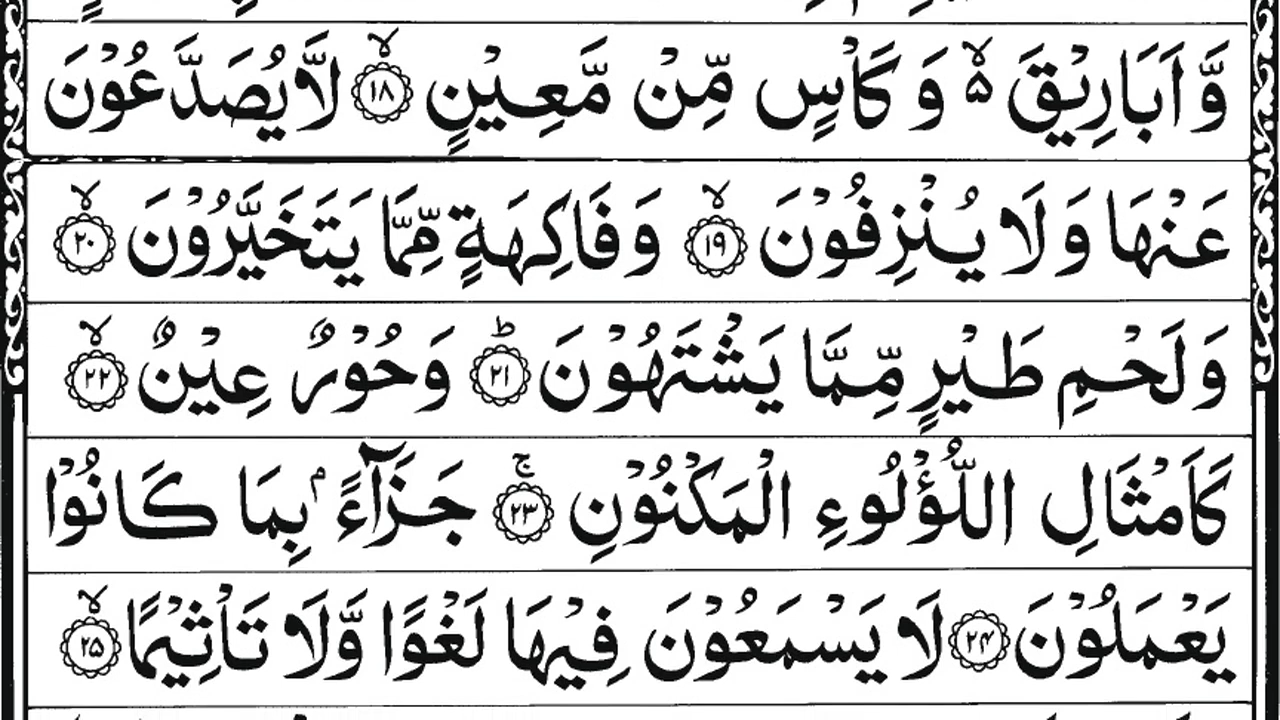 وَّاَبَارِيْقَ ۙ۬ وَ كَاْسٍ مِّنْ مَّعِيْنٍ ۙ﴿۱۸﴾ لَّا يُصَدَّعُوْنَ
عَنْهَا وَ لَا يُنْزِفُوْنَ ۙ﴿۱۹﴾ وَ فَاكِهَةٍ مِّمَّا يَتَخَيَّرُوْنَ ۙ﴿۲۰﴾
وَ لَحْمِ طَيْرٍ مِّمَّا يَشْتَهُوْنَ ؕ﴿۲۱﴾ وَحُوْرٌ عِيْنٌ ۙ﴿۲۲﴾
كَاَمْثَالِ اللُّؤْلُوءِ الْمَكْنُوْنِ ۚ﴿۲۳﴾ جَزَآءًۢ بِمَا كَانُوْا
يَعْمَلُوْنَ ﴿۲۴﴾ لَا يَسْمَعُوْنَ فِيْهَا لَغْوًا وَّلَا تَاْثِيْمًا ۙ﴿۲۵﴾